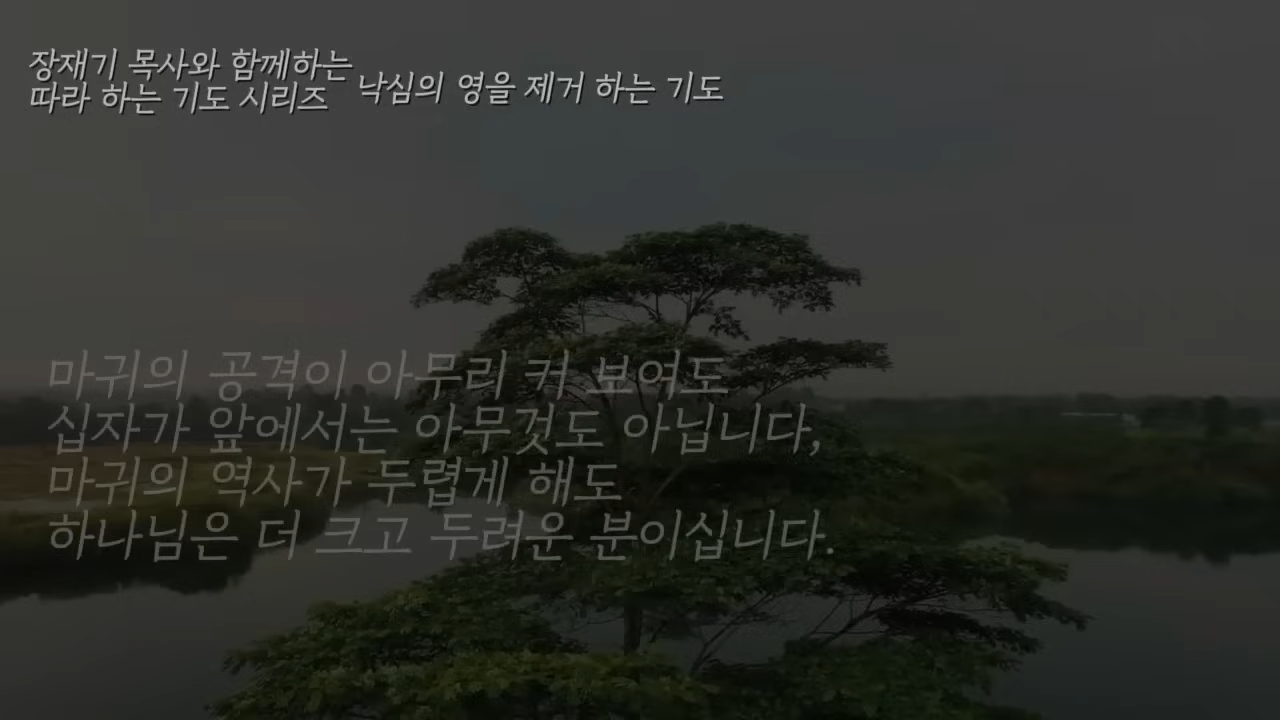 장재기 목사와 함께하는
따라 하는 기도 시리즈
낙심의 영을 제거 하는 기도
마귀의 공격이 아무리 커 보여도
십자가 앞에서는 아무것도 아닙니다,
마귀의 역사가 두렵게 해도
하나님은 더 크고 두려운 분이십니다.